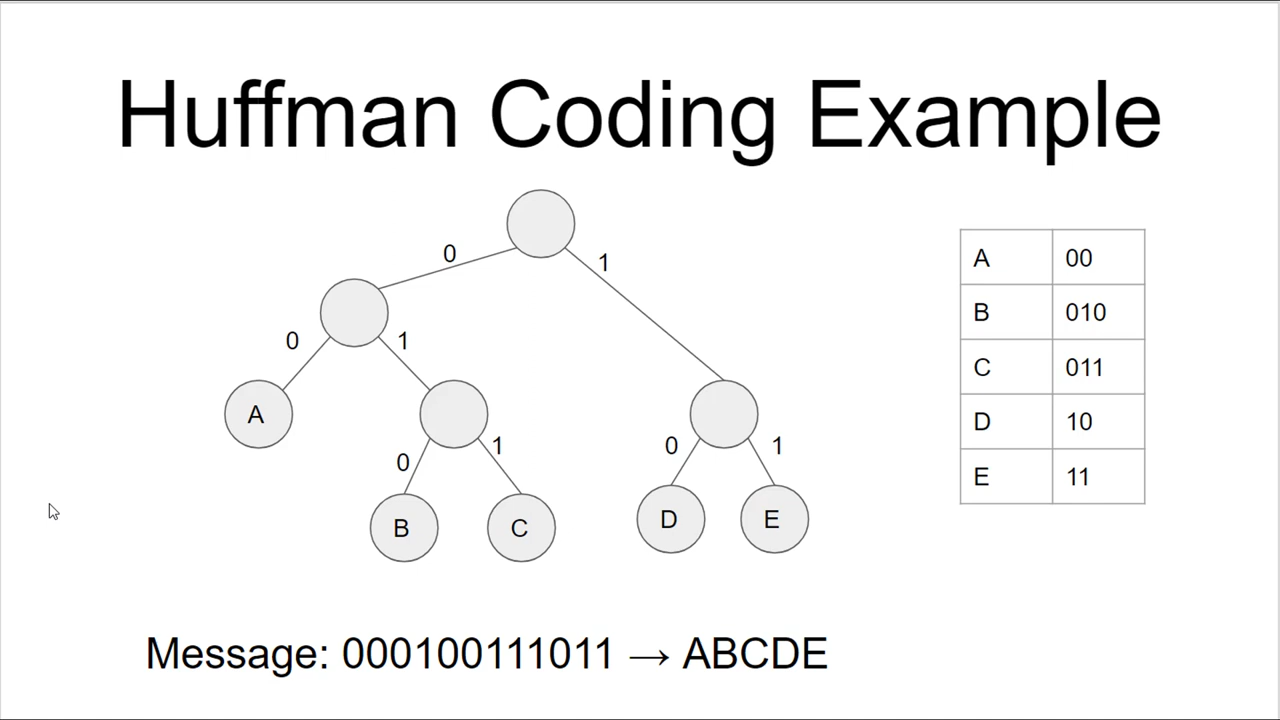 Huffman Coding Example
0
1
0
1
A
0
1
0
1
B
C
D
E
A 00
B 010
C 011
D 10
E 11
Message: 000100111011 → ABCDE